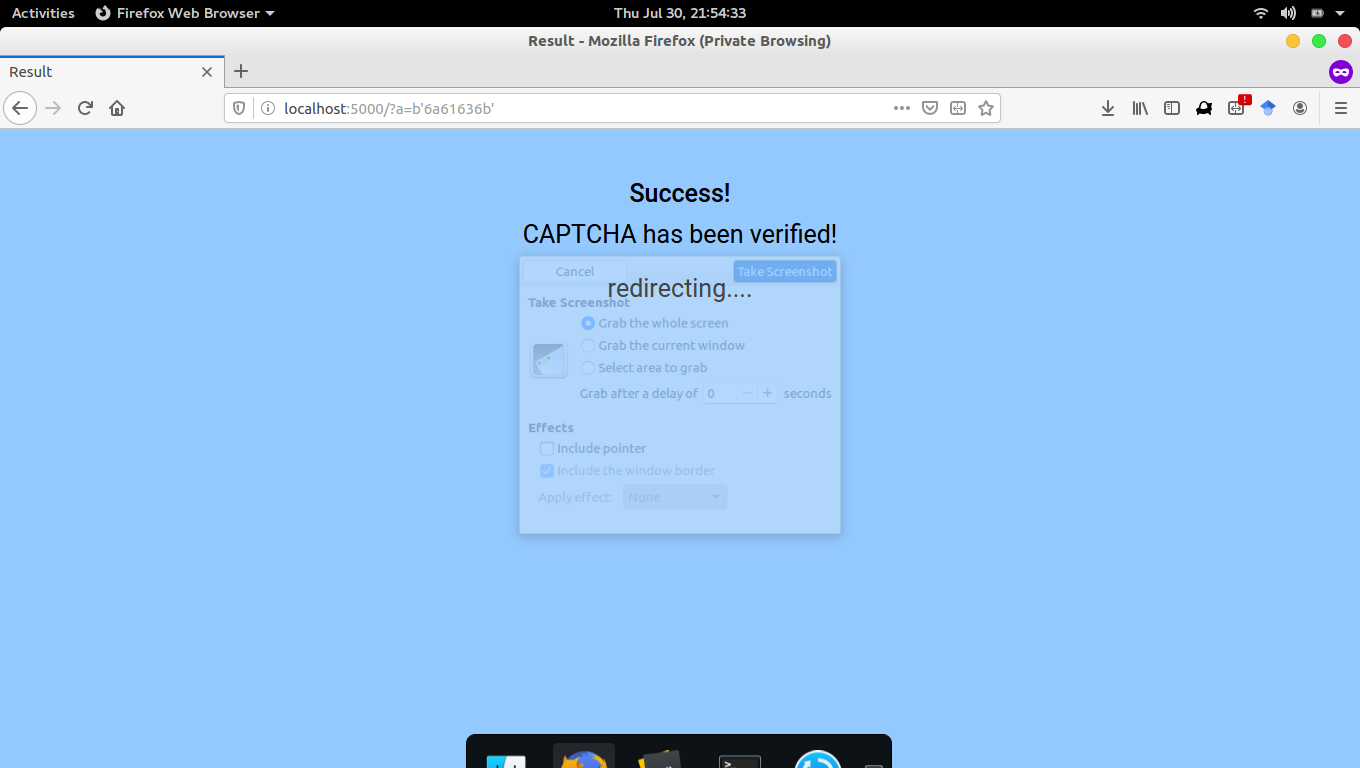 Activities Firefox Web Browser Thu Jul 30, 21:54:33
Result - Mozilla Firefox (Private Browsing)
Result
localhost:5000/?a=b'6a61636b'
!
Success!
CAPTCHA has been verified!
Cancel Take Screenshot
redirecting....
Take Screenshot
Grab the whole screen
Grab the current window
Select area to grab
Grab after a delay of 0 − + seconds
Effects
Include pointer
Include the window border
Apply effect: None
>_